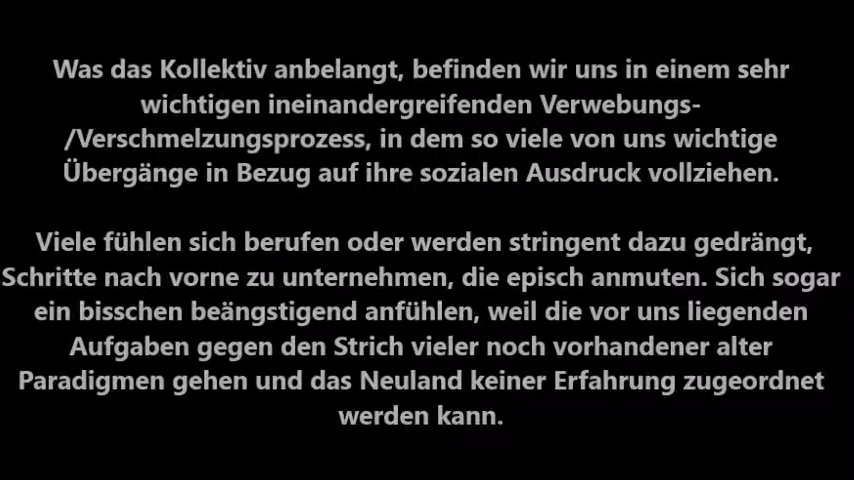 Was das Kollektiv anbelangt, befinden wir uns in einem sehr
wichtigen ineinandergreifenden Verwebungs-
/Verschmelzungsprozess, in dem so viele von uns wichtige
Übergänge in Bezug auf ihre sozialen Ausdruck vollziehen.
Viele fühlen sich berufen oder werden stringent dazu gedrängt,
Schritte nach vorne zu unternehmen, die episch anmuten. Sich sogar
ein bisschen beängstigend anfühlen, weil die vor uns liegenden
Aufgaben gegen den Strich vieler noch vorhandener alter
Paradigmen gehen und das Neuland keiner Erfahrung zugeordnet
werden kann.